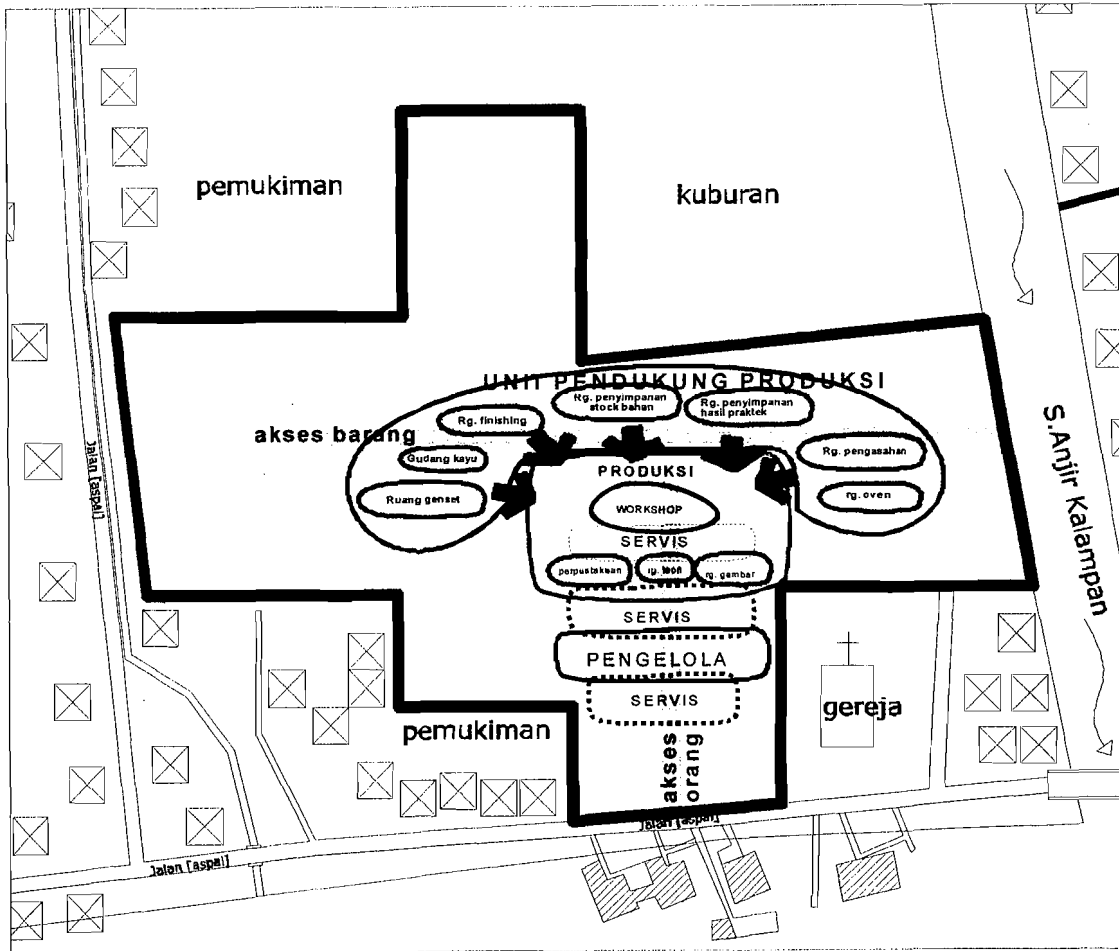 pemukiman
kuburan
UNIT PENDUKUNG PRODUKSI
Rg. penyimpanan
stock bahan
Rg. penyimpanan
hasil praktek
Rg. finishing
akses barang
Gudang kayu
Ruang genset
PRODUKSI
Rg. pengasahan
rg. oven
WORKSHOP
SERVIS
perpustakaan
rg. teori
rg. gambar
SERVIS
PENGELOLA
SERVIS
akses
orang
gereja
pemukiman
S.Anjir Kalampan
Jalan [aspal]
Jalan [aspal]
Jalan [aspal]